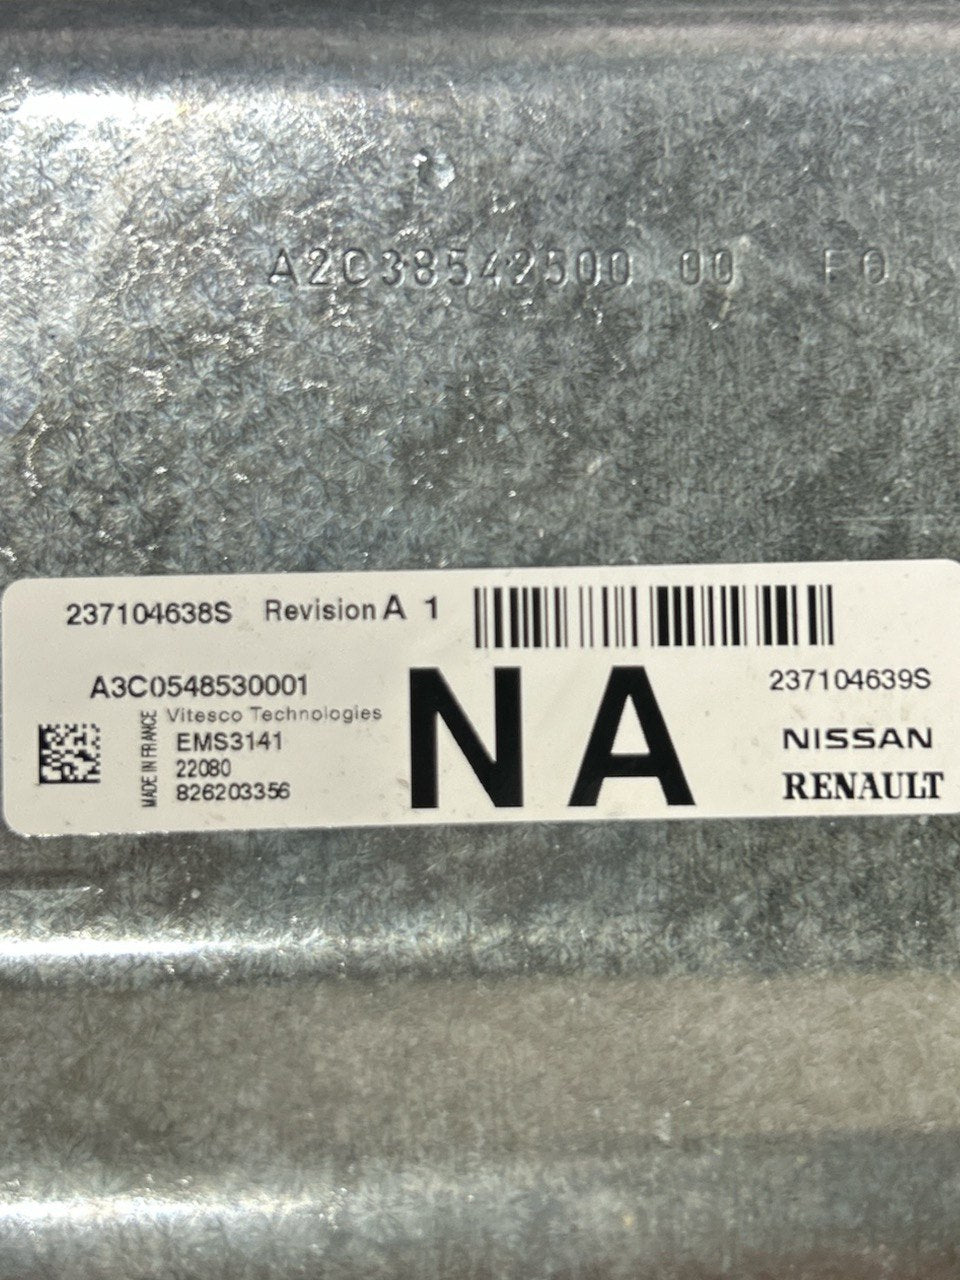 A2C38542500 00 F0
237104638S Revision A 1
A3C0548530001
237104639S
MADE IN FRANCE
Vitesco Technologies
EMS3141
22080
826203356
NA
NISSAN
RENAULT